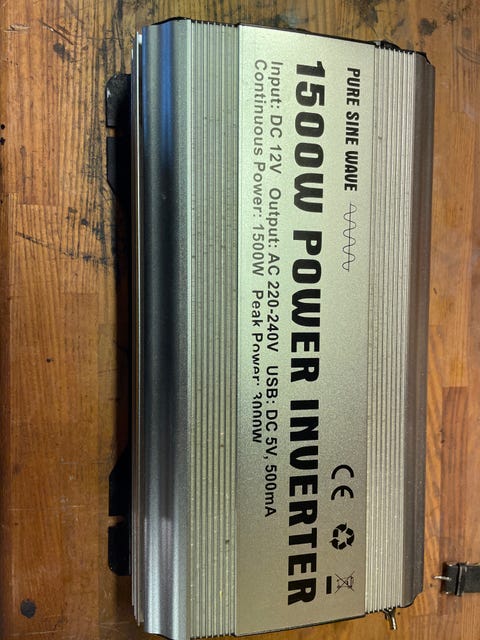 PURE SINE WAVE
1500W POWER INVERTER
Input: DC 12V Output: AC 220-240V USB: DC 5V, 500mA
Continuous Power: 1500W Peak Power: 3000W
CE